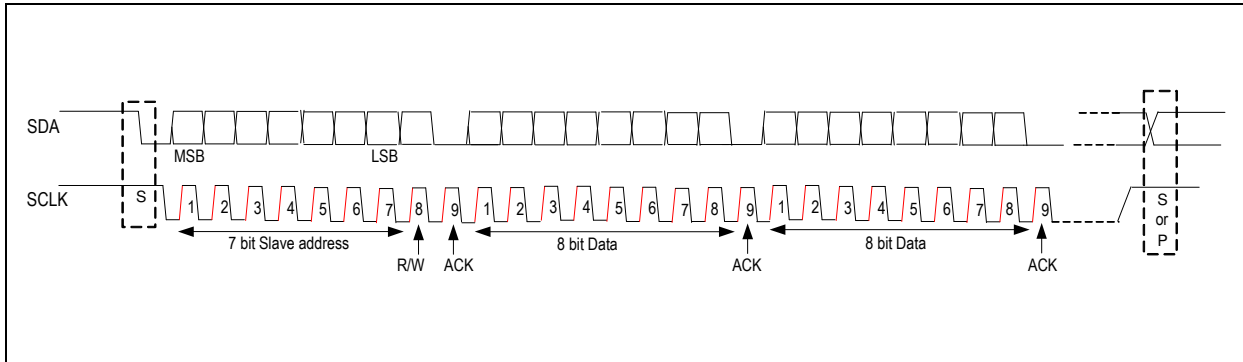 SDA
MSB LSB
SCLK S 1 2 3 4 5 6 7 8 9 1 2 3 4 5 6 7 8 9 1 2 3 4 5 6 7 8 9 S
or
P
7 bit Slave address 8 bit Data 8 bit Data
R/W ACK ACK ACK